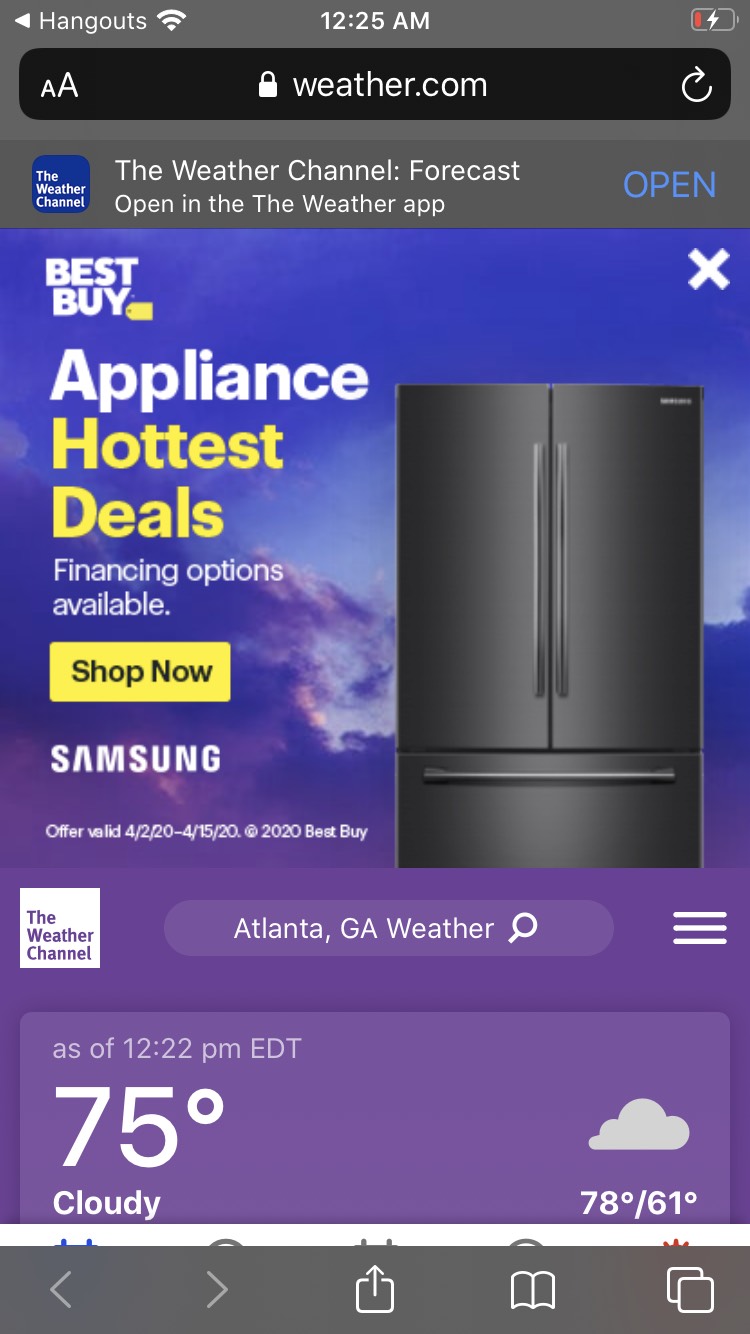 Hangouts 12:25 AM
AA weather.com
The
Weather
Channel
The Weather Channel: Forecast
Open in the The Weather app
OPEN
BEST
BUY
Appliance
Hottest
Deals
Financing options
available.
Shop Now
SAMSUNG
SAMSUNG
Offer valid 4/2/20–4/15/20. © 2020 Best Buy
The
Weather
Channel
Atlanta, GA Weather
as of 12:22 pm EDT
75°
Cloudy
78°/61°